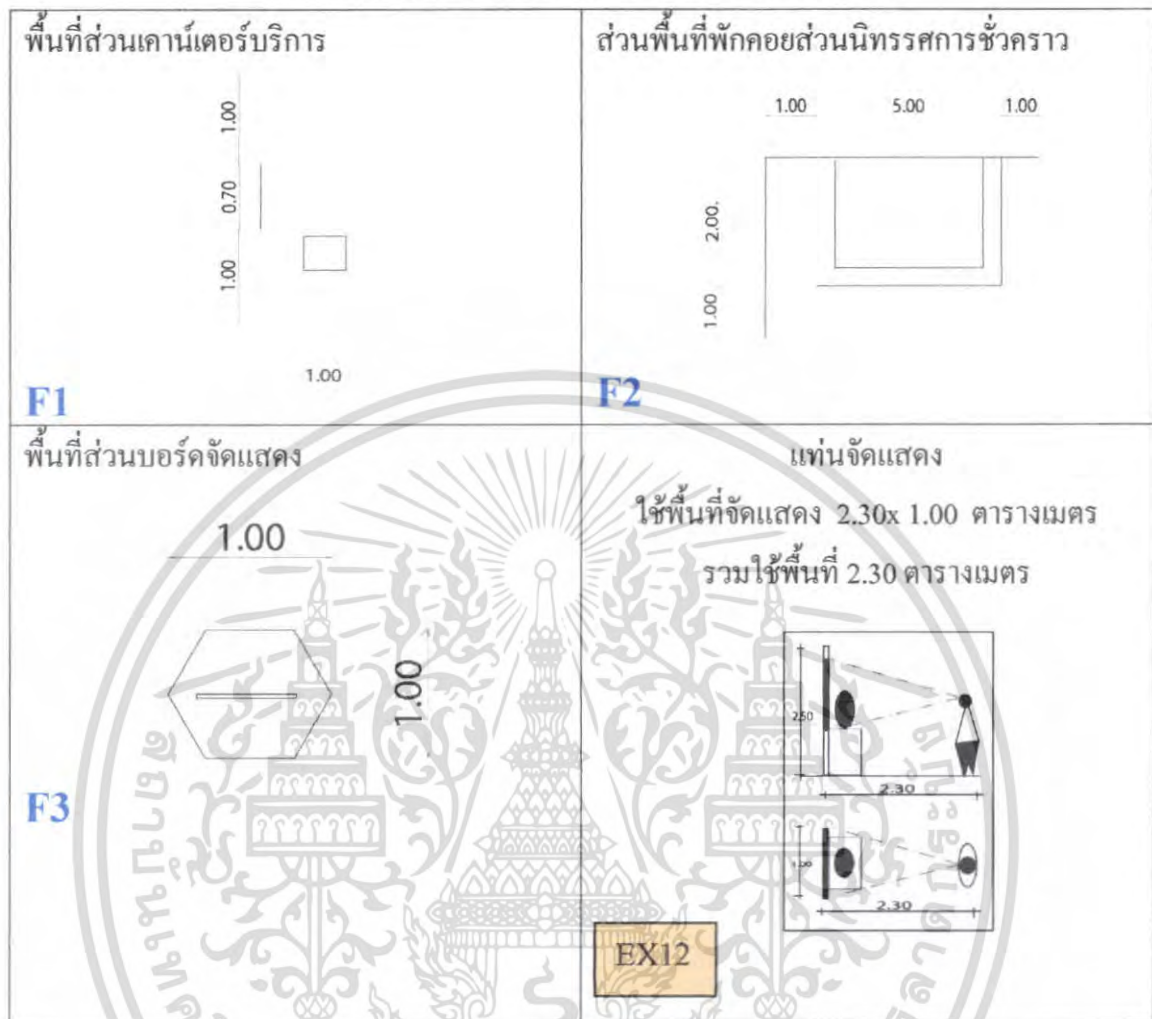 พื้นที่ส่วนเคาน์เตอร์บริการ
1.00
0.70
1.00
1.00
F1
ส่วนพื้นที่พักคอยส่วนนิทรรศการชั่วคราว
1.00 5.00 1.00
2.00.
1.00
F2
พื้นที่ส่วนบอร์ดจัดแสดง
1.00
1.00
F3
แท่นจัดแสดง
ใช้พื้นที่จัดแสดง 2.30x 1.00 ตารางเมตร
รวมใช้พื้นที่ 2.30 ตารางเมตร
2.50
2.30
1.00
2.30
EX12